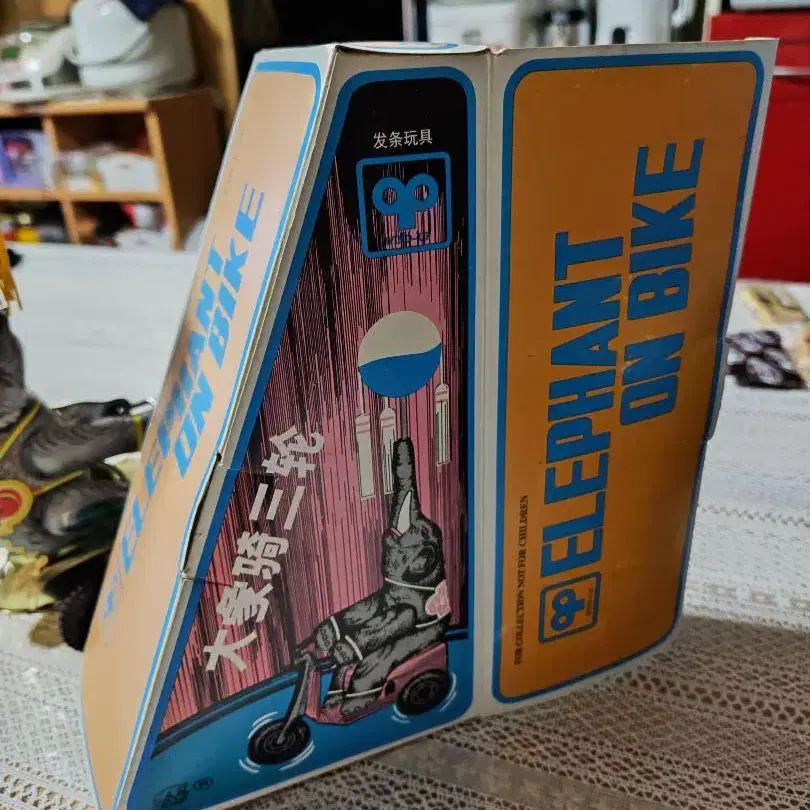 ELEPHANT
ON BIKE
发条玩具
大象骑三轮
ELEPHANT
ON BIKE
FOR COLLECTION NOT FOR CHILDREN